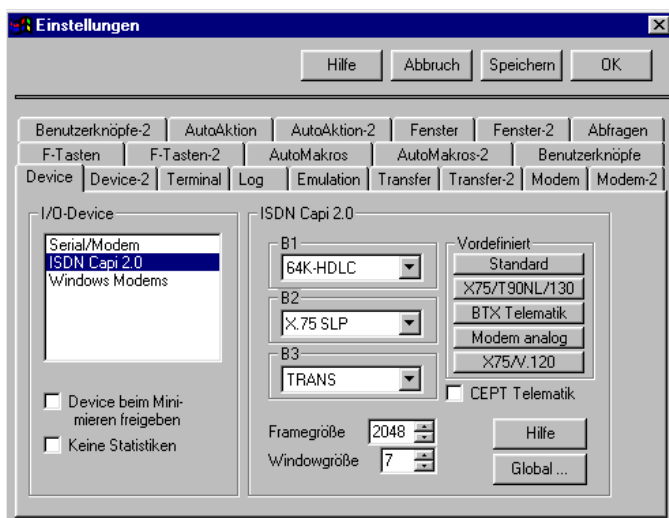 Einstellungen
Hilfe Abbruch Speichern OK
Benutzerknöpfe-2 AutoAktion AutoAktion-2 Fenster Fenster-2 Abfragen
F-Tasten F-Tasten-2 AutoMakros AutoMakros-2 Benutzerknöpfe
Device Device-2 Terminal Log Emulation Transfer Transfer-2 Modem Modem-2
I/O-Device
Serial/Modem
ISDN Capi 2.0
Windows Modems
Device beim Mini-
mieren freigeben
Keine Statistiken
ISDN Capi 2.0
B1
64K-HDLC
B2
X.75 SLP
B3
TRANS
Vordefiniert
Standard
X75/T90NL/130
BTX Telematik
Modem analog
X75/V.120
CEPT Telematik
Framegröße 2048
Windowgröße 7
Hilfe
Global ...